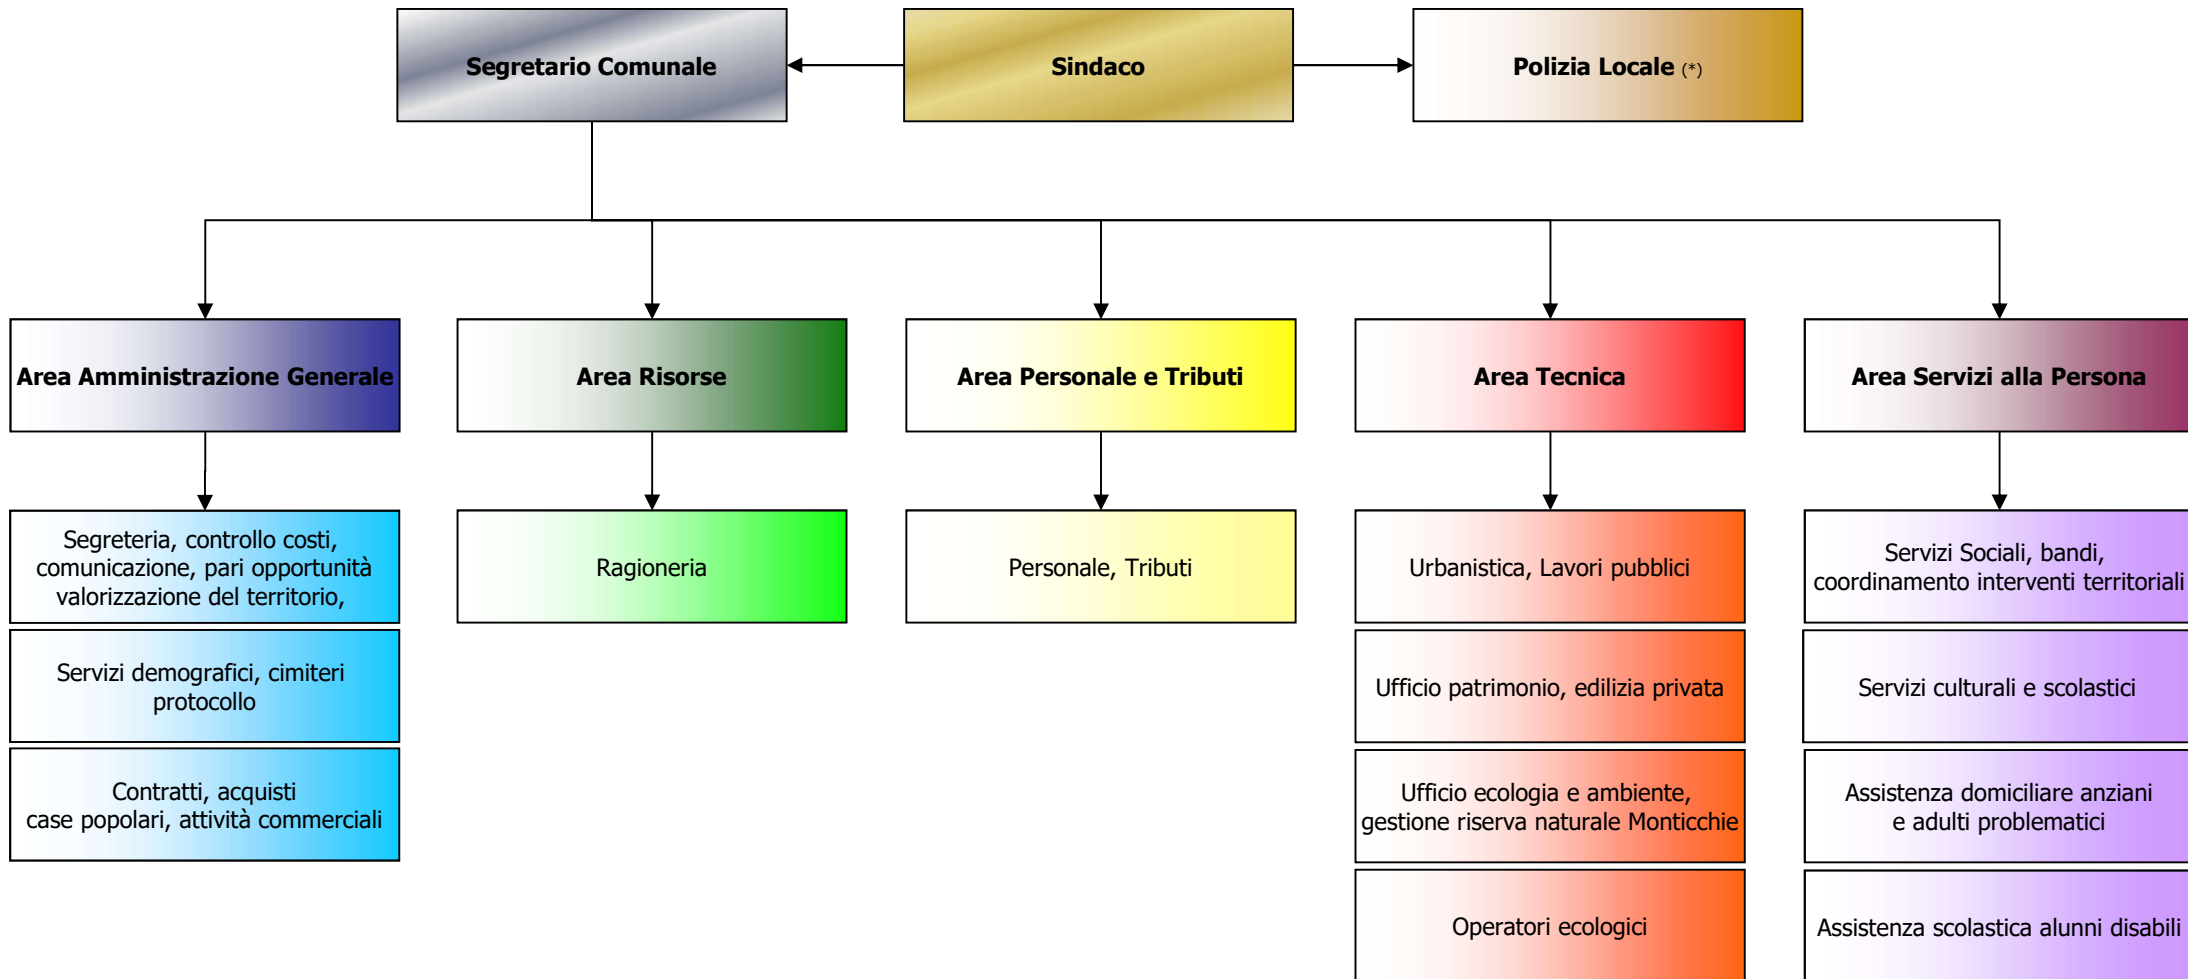 Segretario Comunale
Sindaco
Polizia Locale (*)
Area Amministrazione Generale
Area Risorse
Area Personale e Tributi
Area Tecnica
Area Servizi alla Persona
Segreteria, controllo costi,
comunicazione, pari opportunità
valorizzazione del territorio,
Ragioneria
Personale, Tributi
Urbanistica, Lavori pubblici
Servizi Sociali, bandi,
coordinamento interventi territoriali
Servizi demografici, cimiteri
protocollo
Ufficio patrimonio, edilizia privata
Servizi culturali e scolastici
Contratti, acquisti
case popolari, attività commerciali
Ufficio ecologia e ambiente,
gestione riserva naturale Monticchie
Assistenza domiciliare anziani
e adulti problematici
Operatori ecologici
Assistenza scolastica alunni disabili